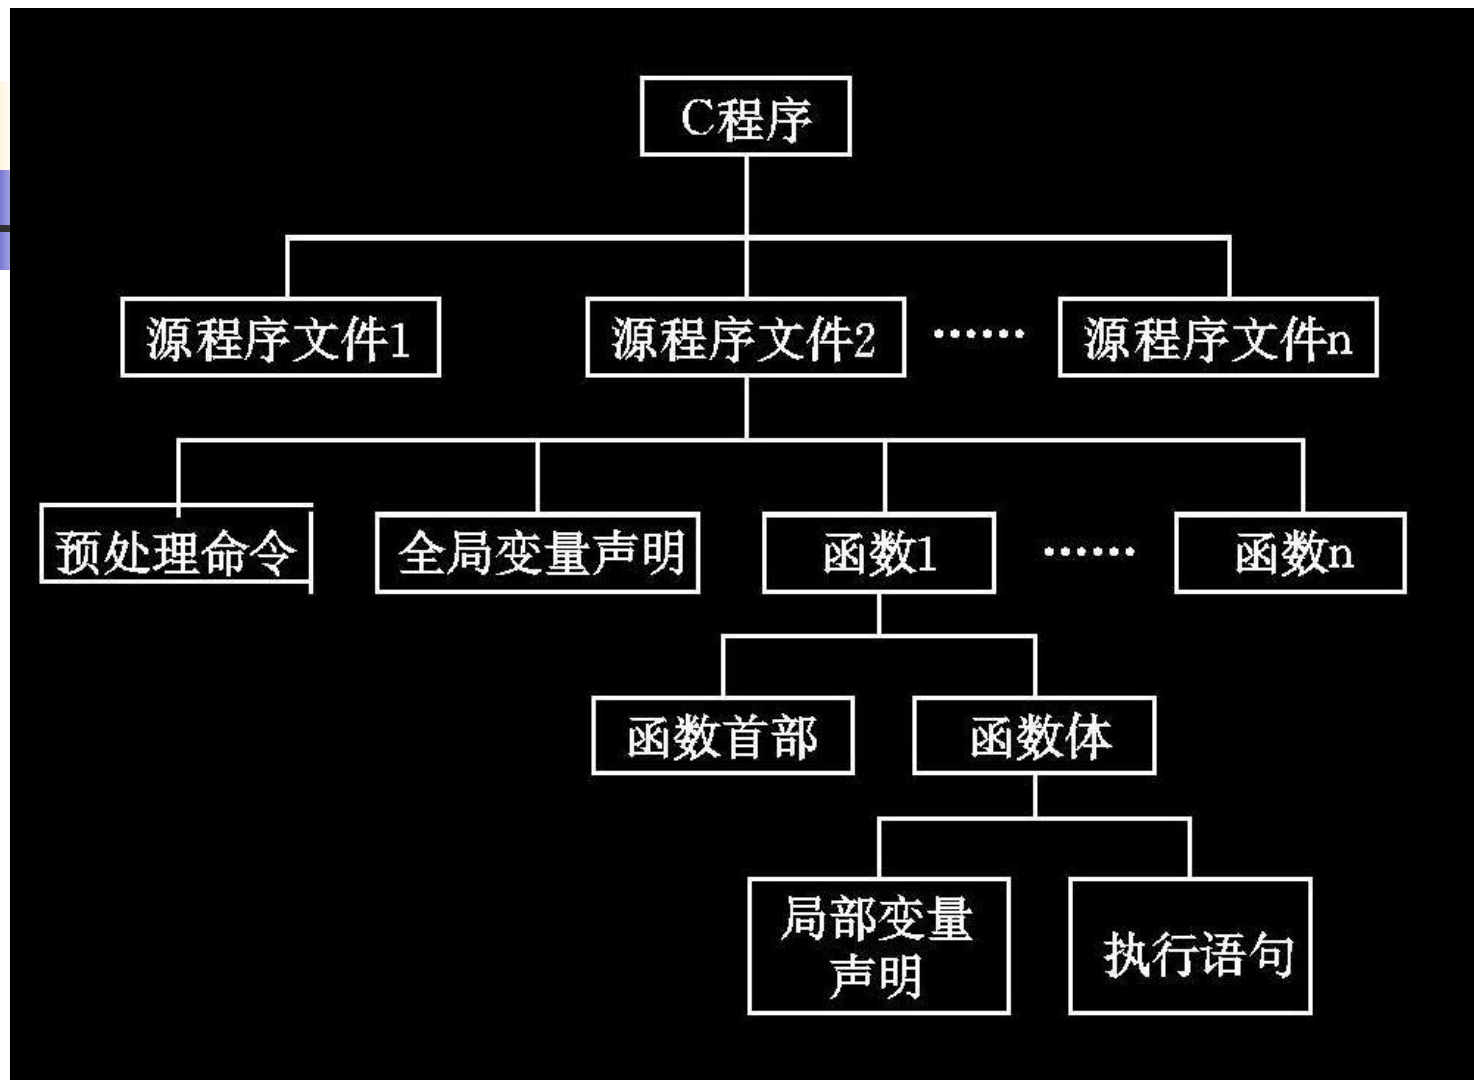 C程序
源程序文件1
源程序文件2
……
源程序文件n
预处理命令
全局变量声明
函数1
……
函数n
函数首部
函数体
局部变量
声明
执行语句